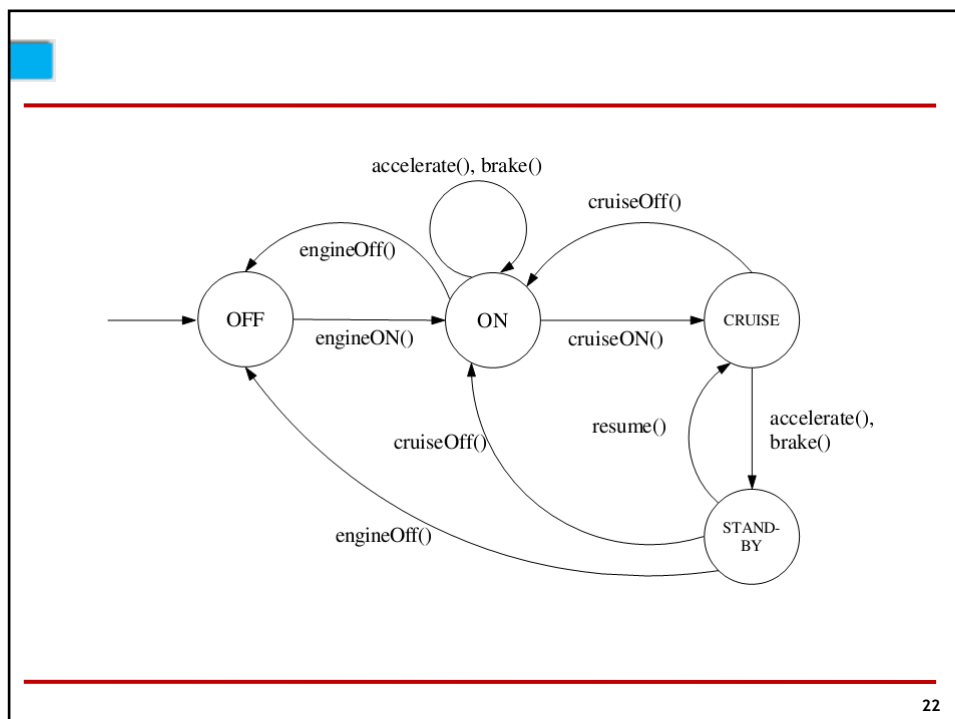 accelerate(), brake()
cruiseOff()
engineOff()
OFF
ON
CRUISE
engineON()
cruiseON()
resume()
accelerate(),
brake()
cruiseOff()
STAND-
BY
engineOff()
22